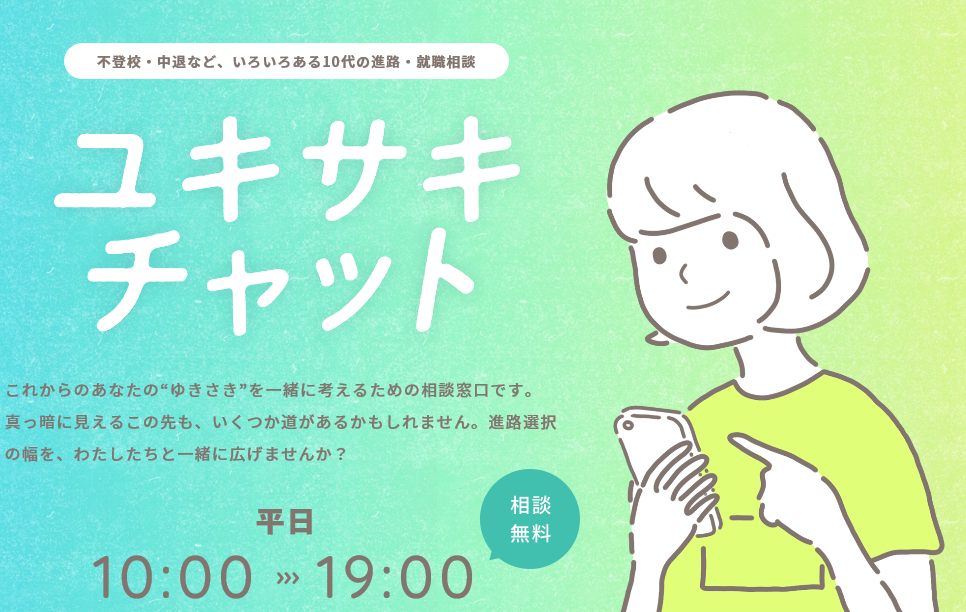 不登校・中退など、いろいろある10代の進路・就職相談
ユキサキ
チャット
これからのあなたの“ゆきさき”を一緒に考えるための相談窓口です。
真っ暗に見えるこの先も、いくつか道があるかもしれません。進路選択
の幅を、わたしたちと一緒に広げませんか？
相談
無料
平日
10:00 ››› 19:00